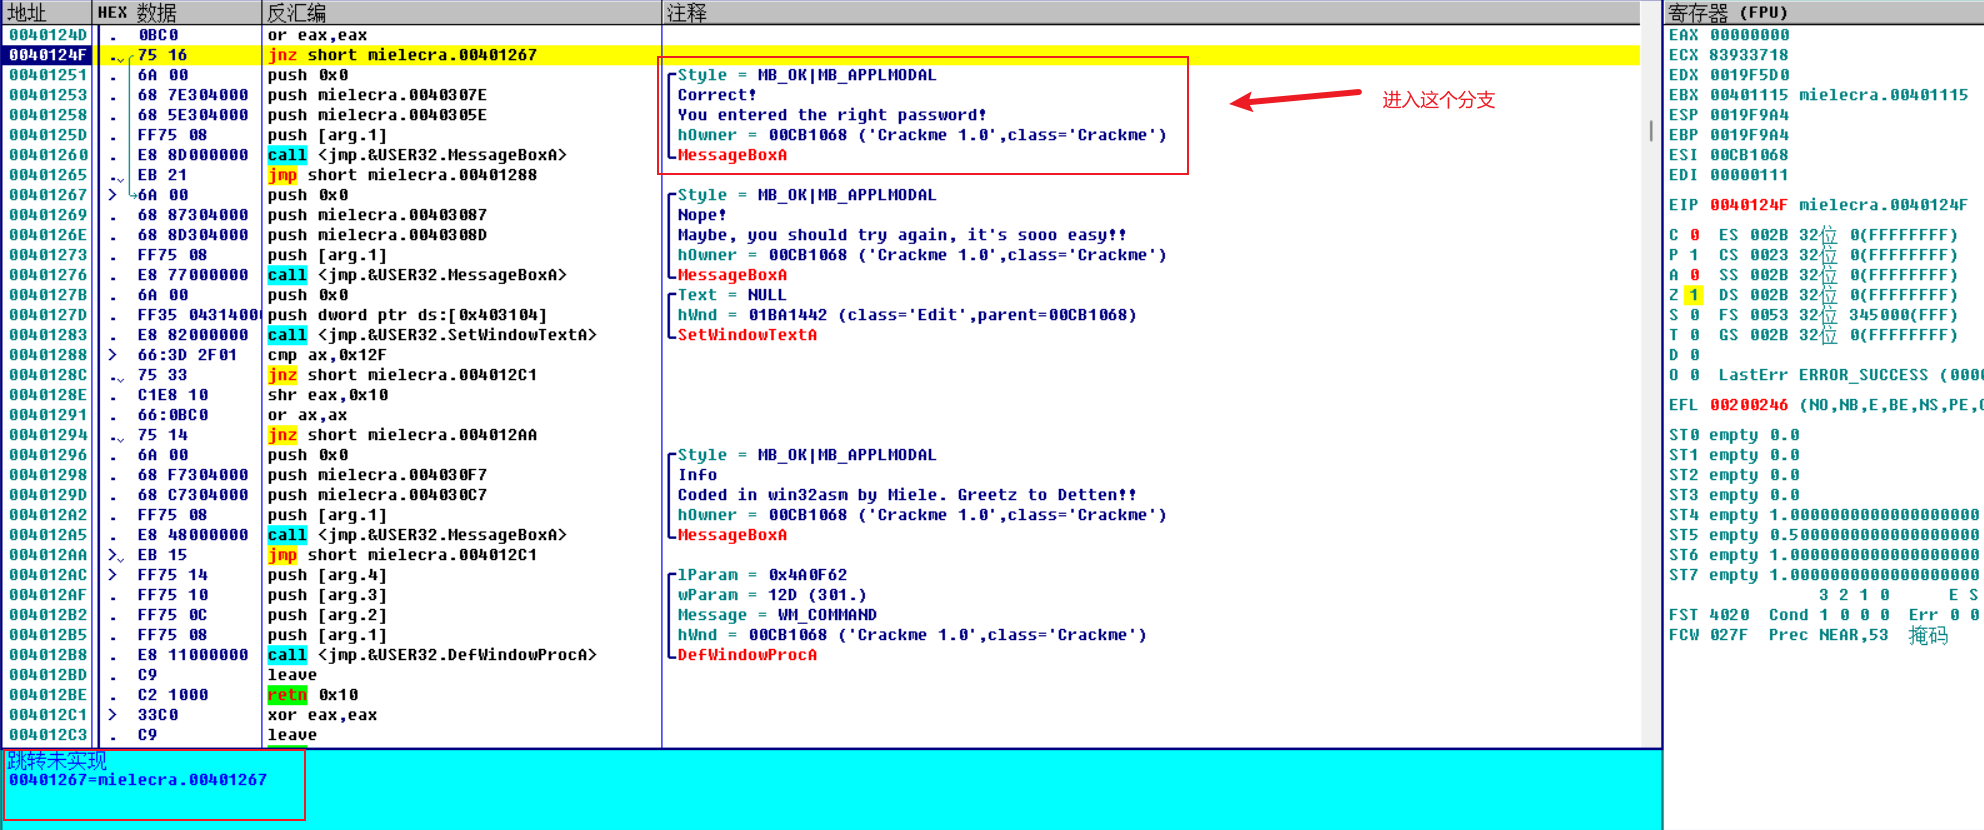 地址 HEX 数据 反汇编 注释 寄存器 (FPU)
0040124D . 0BC0 or eax,eax EAX 00000000
0040124F . 75 16 jnz short mielecra.00401267 ECX 83933718
00401251 . 6A 00 push 0x0 Style = MB_OK|MB_APPLMODAL EDX 0019F5D0
00401253 . 68 7E304000 push mielecra.0040307E Correct! EBX 00401115 mielecra.00401115
进入这个分支
00401258 . 68 5E304000 push mielecra.0040305E You entered the right password! ESP 0019F9A4
0040125D . FF75 08 push [arg.1] hOwner = 00CB1068 ('Crackme 1.0',class='Crackme') EBP 0019F9A4
00401260 . E8 8D000000 call <jmp.&USER32.MessageBoxA> MessageBoxA ESI 00CB1068
00401265 . EB 21 jmp short mielecra.00401288 EDI 00000111
00401267 > 6A 00 push 0x0 Style = MB_OK|MB_APPLMODAL
EIP 0040124F mielecra.0040124F
00401269 . 68 87304000 push mielecra.00403087 Nope!
0040126E . 68 8D304000 push mielecra.0040308D Maybe, you should try again, it's sooo easy!! C 0 ES 002B 32位 0(FFFFFFFF)
00401273 . FF75 08 push [arg.1] hOwner = 00CB1068 ('Crackme 1.0',class='Crackme') P 1 CS 0023 32位 0(FFFFFFFF)
00401276 . E8 77000000 call <jmp.&USER32.MessageBoxA> MessageBoxA A 0 SS 002B 32位 0(FFFFFFFF)
0040127B . 6A 00 push 0x0 Text = NULL Z 1 DS 002B 32位 0(FFFFFFFF)
0040127D . FF35 04314000 push dword ptr ds:[0x403104] hWnd = 01BA1442 (class='Edit',parent=00CB1068) S 0 FS 0053 32位 345000(FFF)
00401283 . E8 82000000 call <jmp.&USER32.SetWindowTextA> SetWindowTextA T 0 GS 002B 32位 0(FFFFFFFF)
00401288 > 66:3D 2F01 cmp ax,0x12F D 0
0040128C . 75 33 jnz short mielecra.004012C1 O 0 LastErr ERROR_SUCCESS (000
0040128E . C1E8 10 shr eax,0x10
EFL 00200246 (NO,NB,E,BE,NS,PE,
00401291 . 66:0BC0 or ax,ax
00401294 . 75 14 jnz short mielecra.004012AA ST0 empty 0.0
00401296 . 6A 00 push 0x0 Style = MB_OK|MB_APPLMODAL ST1 empty 0.0
00401298 . 68 F7304000 push mielecra.004030F7 Info ST2 empty 0.0
0040129D . 68 C7304000 push mielecra.004030C7 Coded in win32asm by Miele. Greetz to Detten!! ST3 empty 0.0
004012A2 . FF75 08 push [arg.1] hOwner = 00CB1068 ('Crackme 1.0',class='Crackme') ST4 empty 1.0000000000000000000
004012A5 . E8 48000000 call <jmp.&USER32.MessageBoxA> MessageBoxA ST5 empty 0.5000000000000000000
004012AA > EB 15 jmp short mielecra.004012C1 ST6 empty 1.0000000000000000000
004012AC > FF75 14 push [arg.4] lParam = 0x4A0F62 ST7 empty 1.0000000000000000000
004012AF . FF75 10 push [arg.3] wParam = 12D (301.) 3 2 1 0 E S
004012B2 . FF75 0C push [arg.2] Message = WM_COMMAND FST 4020 Cond 1 0 0 0 Err 0 0
004012B5 . FF75 08 push [arg.1] hWnd = 00CB1068 ('Crackme 1.0',class='Crackme') FCW 027F Prec NEAR,53 掩码
004012B8 . E8 11000000 call <jmp.&USER32.DefWindowProcA> DefWindowProcA
004012BD . C9 leave
004012BE . C2 1000 retn 0x10
004012C1 > 33C0 xor eax,eax
004012C3 . C9 leave
跳转未实现
00401267=mielecra.00401267